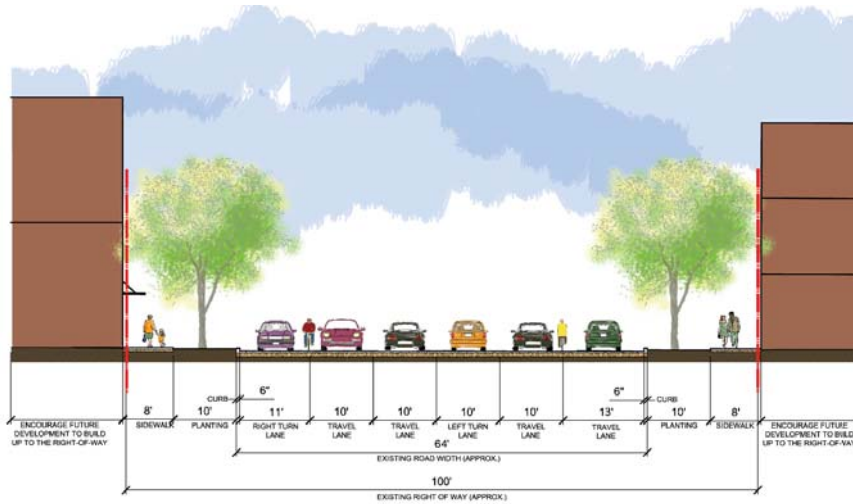 6"
6"
CURB
CURB
8'
10'
11'
10'
10'
10'
10'
13'
10'
8'
ENCOURAGE FUTURE
DEVELOPMENT TO BUILD
UP TO THE RIGHT-OF-WAY
SIDEWALK
PLANTING
RIGHT TURN
LANE
TRAVEL
LANE
TRAVEL
LANE
LEFT TURN
LANE
TRAVEL
LANE
TRAVEL
LANE
PLANTING
SIDEWALK
ENCOURAGE FUTURE
DEVELOPMENT TO BUILD
UP TO THE RIGHT-OF-WAY
64'
EXISTING ROAD WIDTH (APPROX.)
100'
EXISTING RIGHT OF WAY (APPROX.)